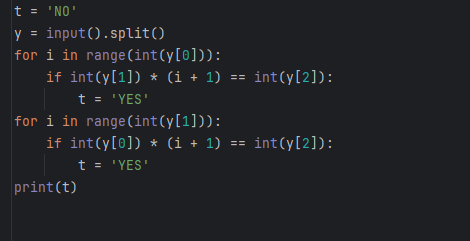 t = 'NO'
y = input().split()
for i in range(int(y[0])):
    if int(y[1]) * (i + 1) == int(y[2]):
        t = 'YES'
for i in range(int(y[1])):
    if int(y[0]) * (i + 1) == int(y[2]):
        t = 'YES'
print(t)